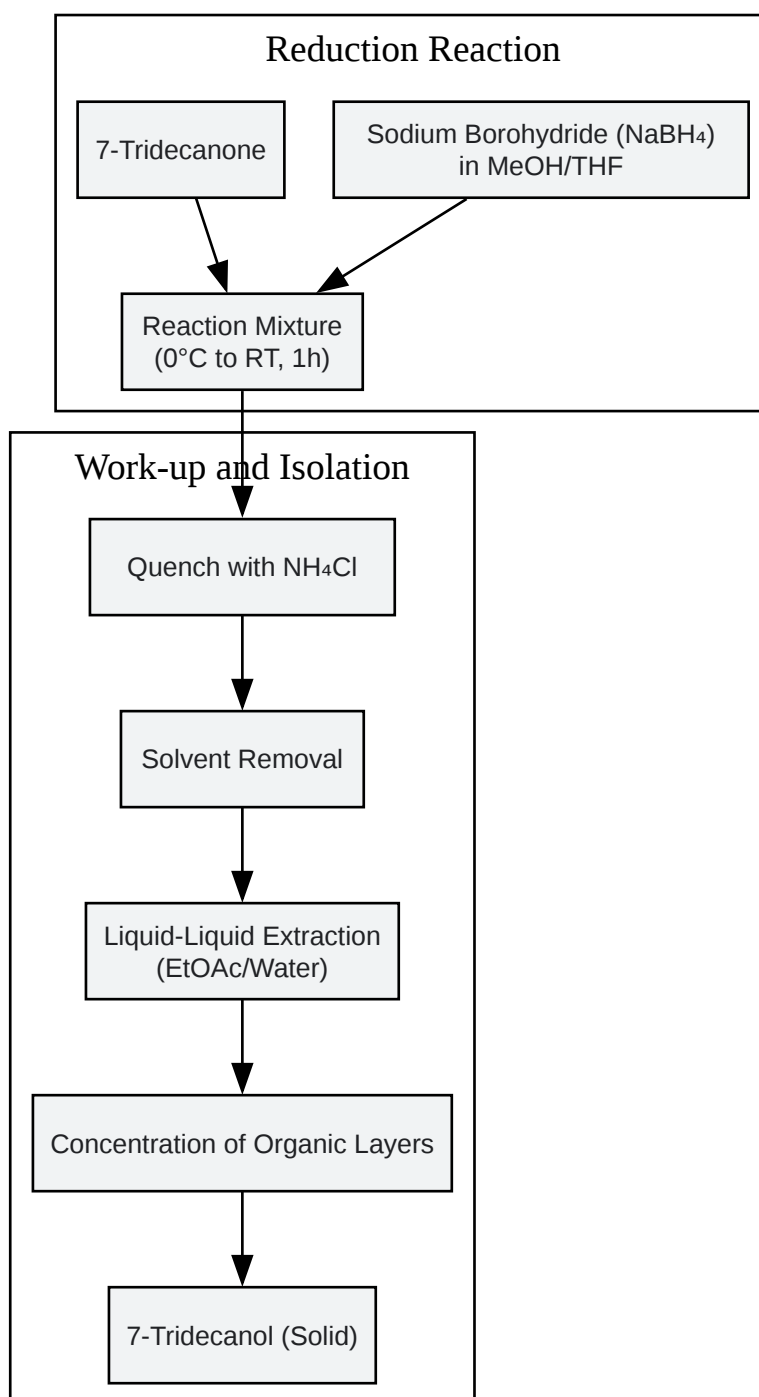 Reduction Reaction
7-Tridecanone
Sodium Borohydride (NaBH₄)
in MeOH/THF
Reaction Mixture
(0°C to RT, 1h)
Work-up and Isolation
Quench with NH₄Cl
Solvent Removal
Liquid-Liquid Extraction
(EtOAc/Water)
Concentration of Organic Layers
7-Tridecanol (Solid)